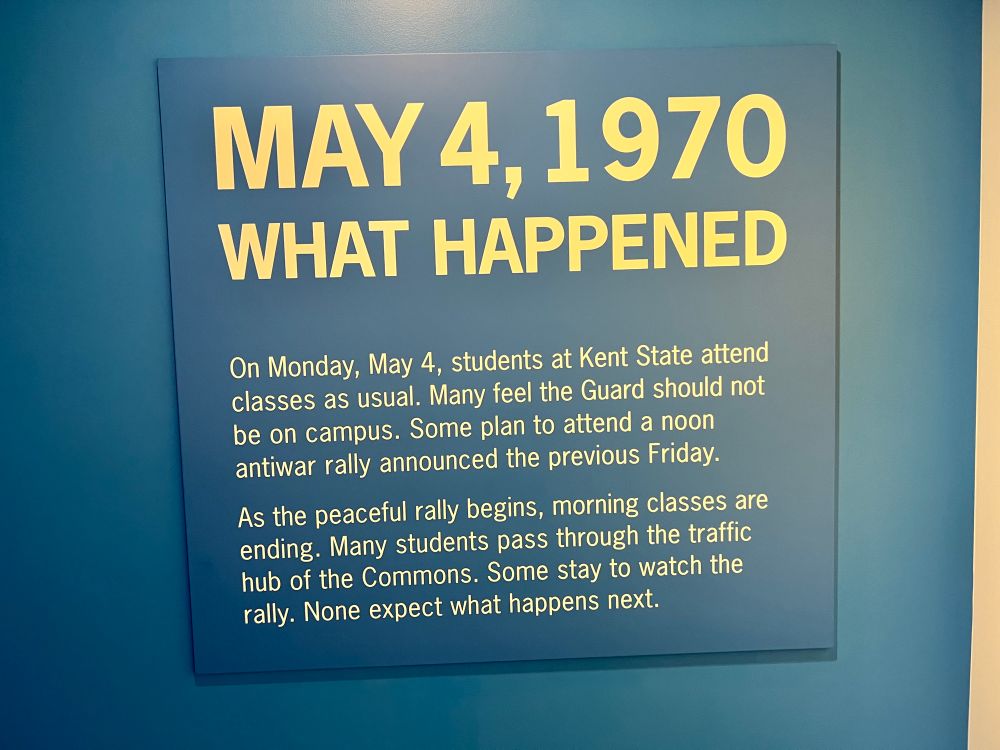 MAY 4, 1970
WHAT HAPPENED
On Monday, May 4, students at Kent State attend
classes as usual. Many feel the Guard should not
be on campus. Some plan to attend a noon
antiwar rally announced the previous Friday.
As the peaceful rally begins, morning classes are
ending. Many students pass through the traffic
hub of the Commons. Some stay to watch the
rally. None expect what happens next.